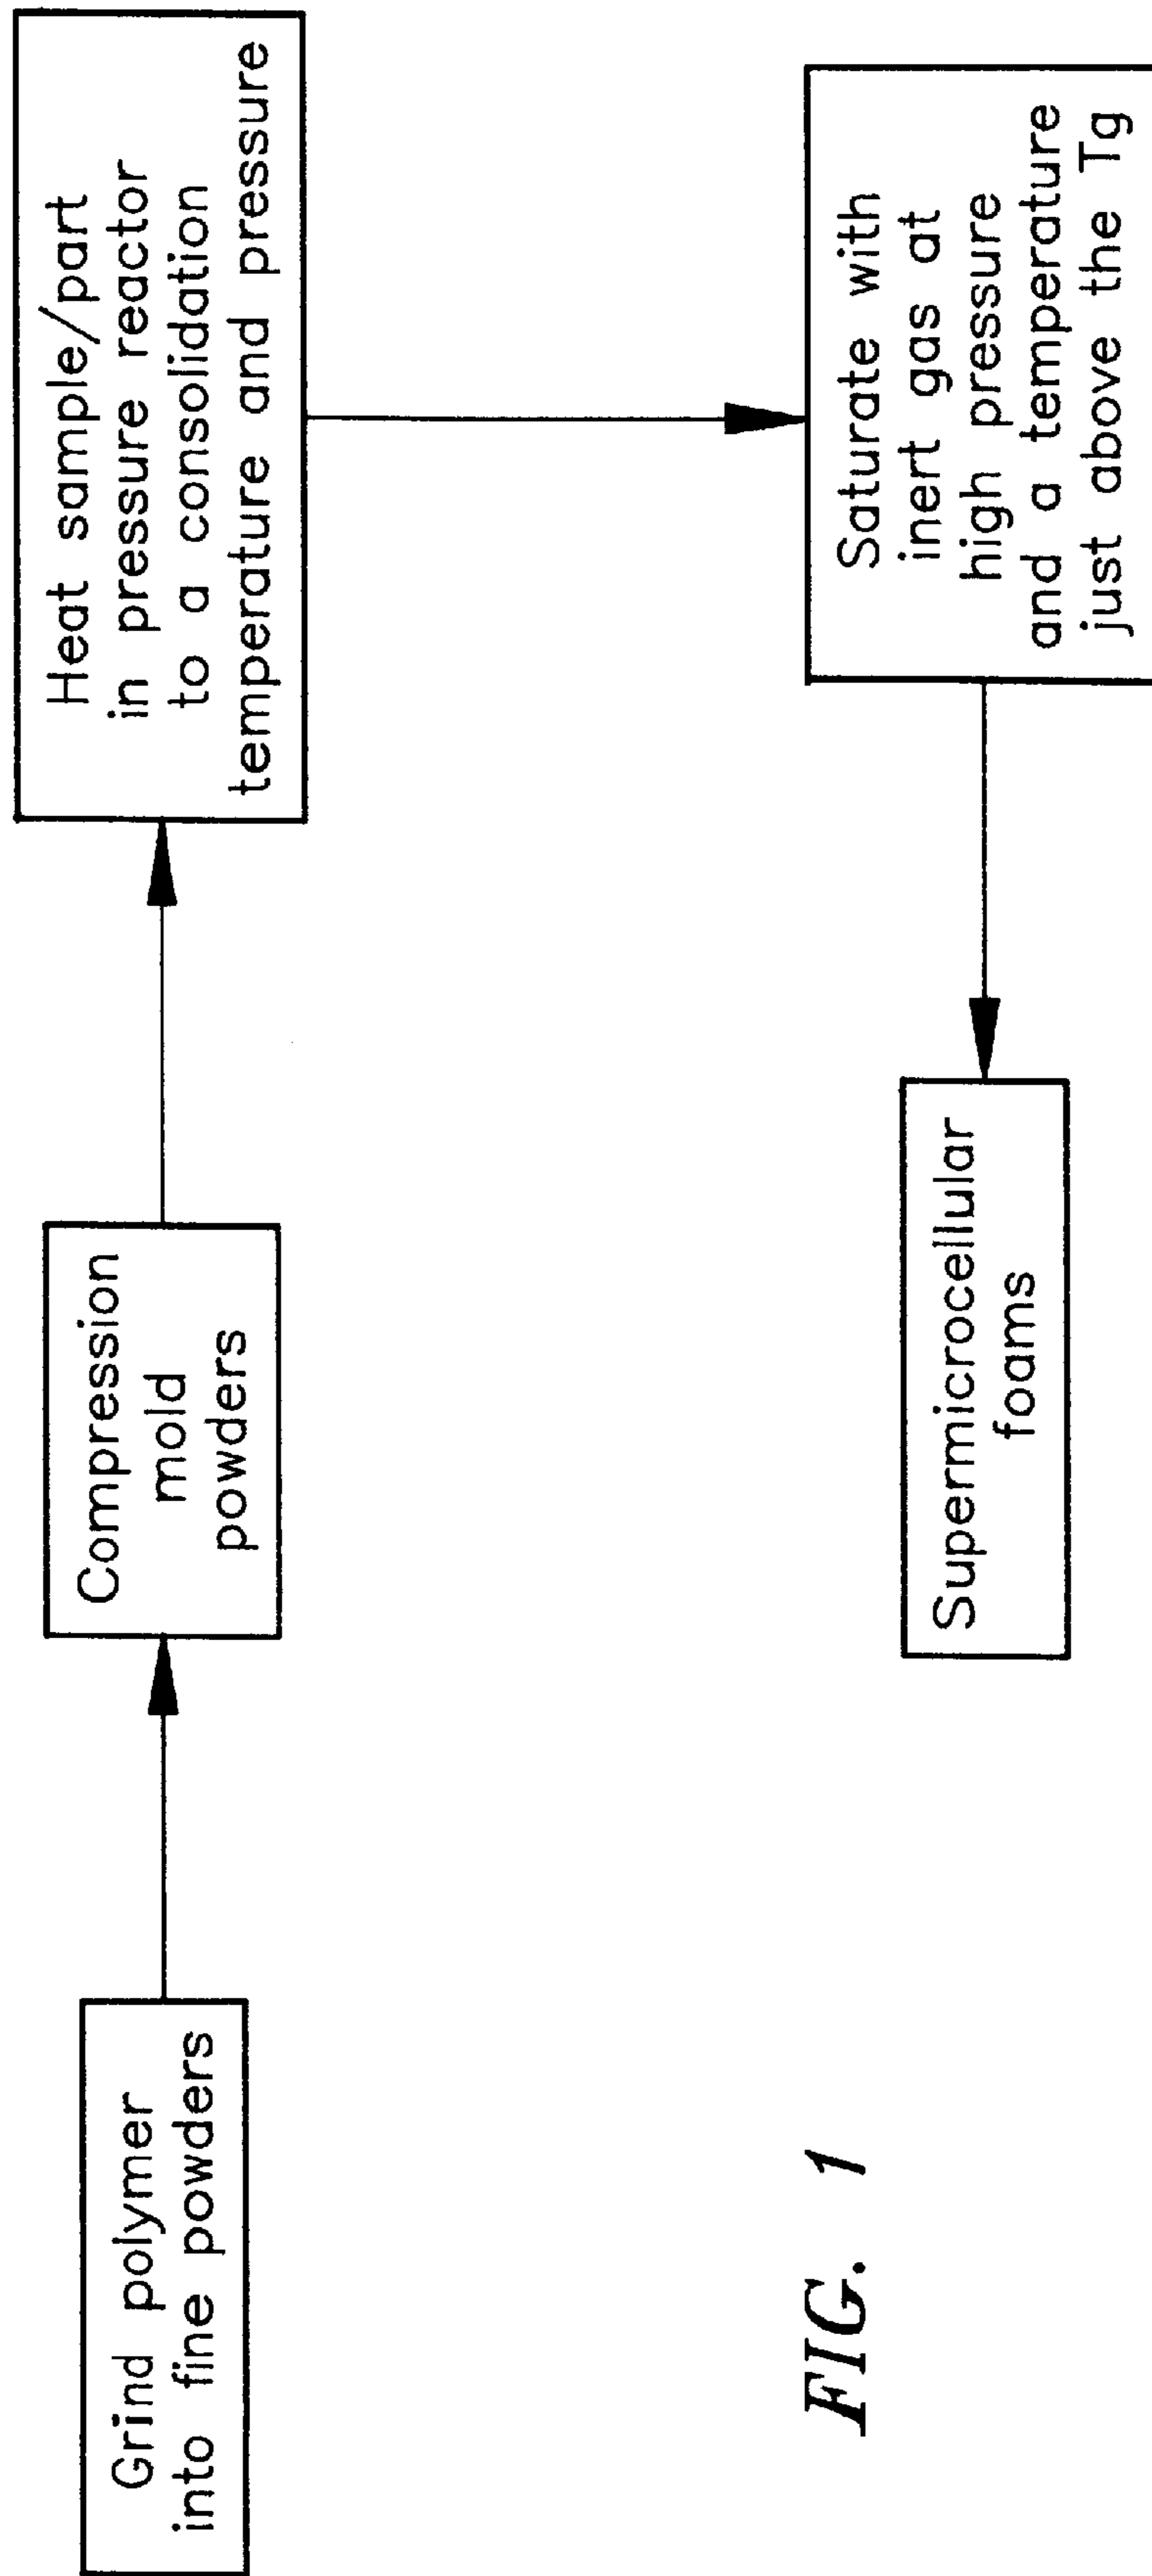 Grind polymer
into fine powders
Compression
mold
powders
Heat sample/part
in pressure reactor
to a consolidation
temperature and pressure
Saturate with
inert gas at
high pressure
and a temperature
just above the Tg
Supermicrocellular
foams
FIG. 1